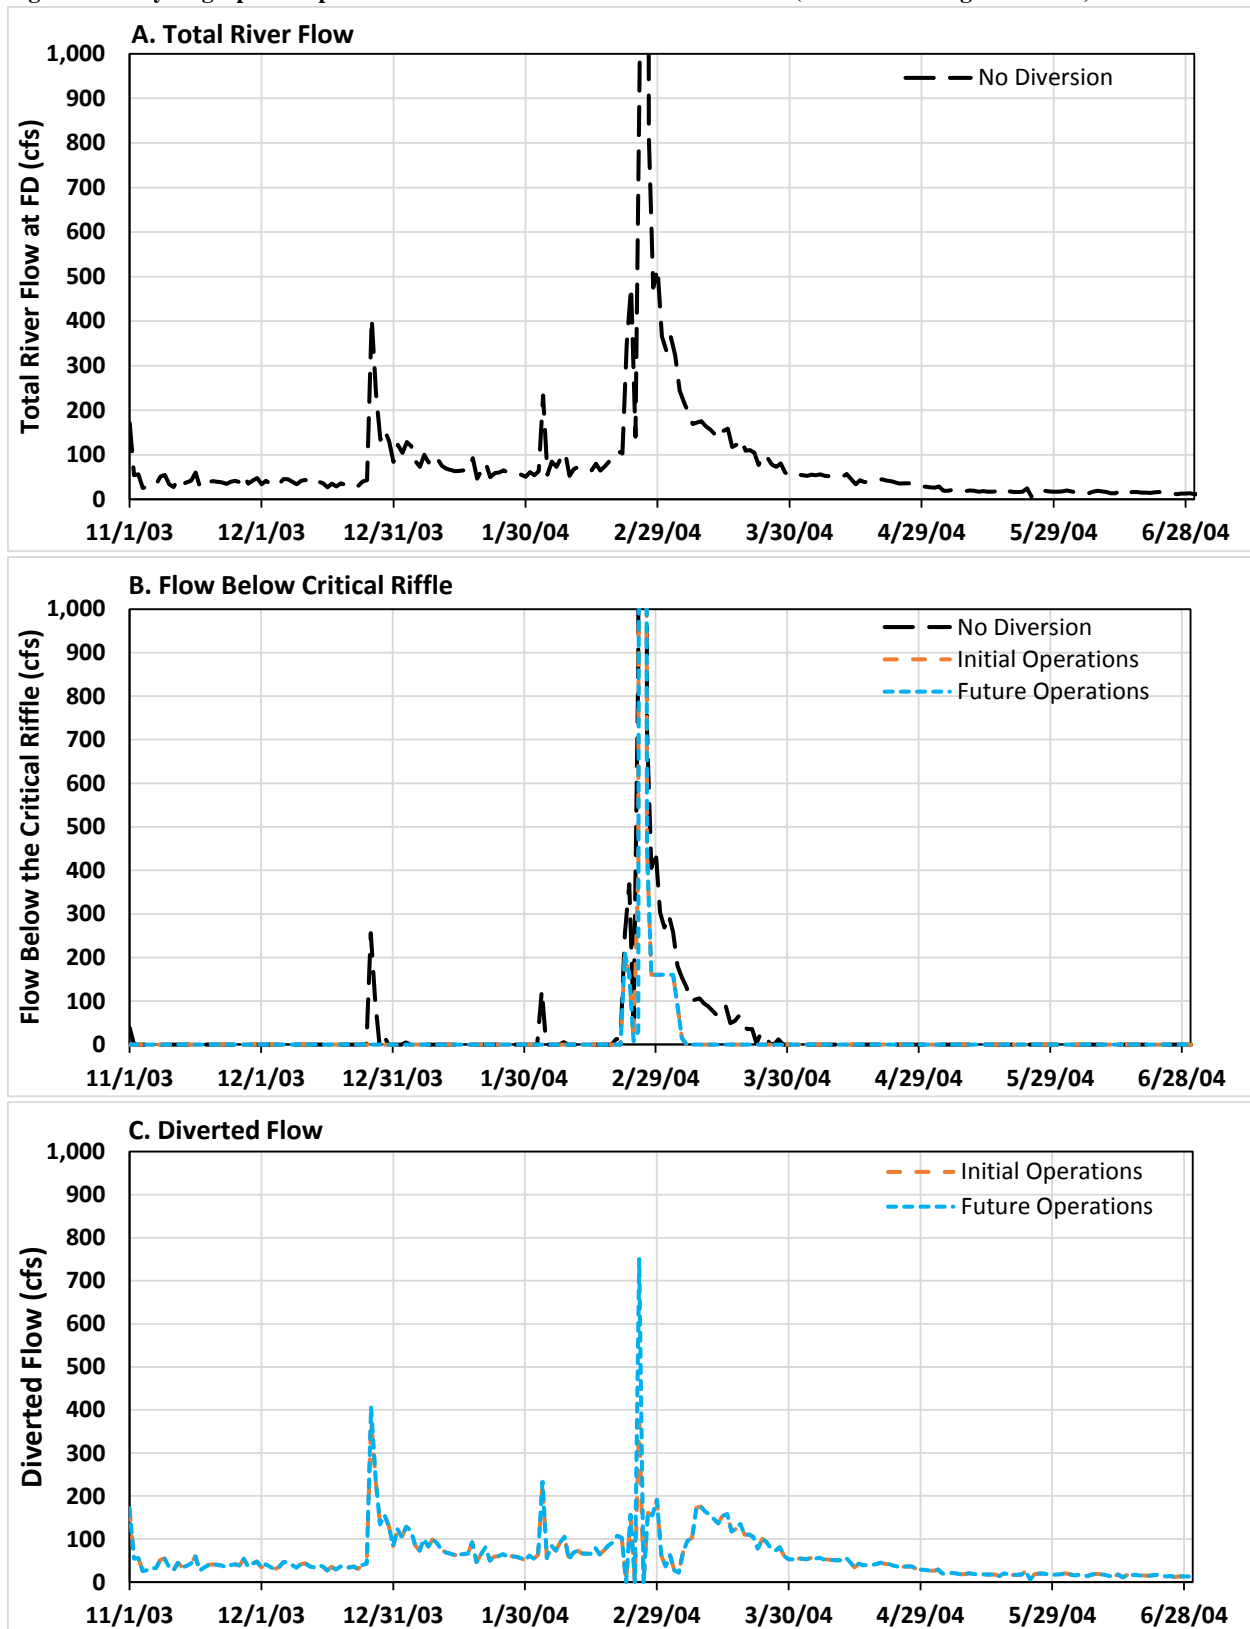 A. Total River Flow
1,000
900
800
700
600
500
400
300
200
100
0
Total River Flow at FD (cfs)
No Diversion
11/1/03 12/1/03 12/31/03 1/30/04 2/29/04 3/30/04 4/29/04 5/29/04 6/28/04
B. Flow Below Critical Riffle
1,000
900
800
700
600
500
400
300
200
100
0
Flow Below the Critical Riffle (cfs)
No Diversion
Initial Operations
Future Operations
11/1/03 12/1/03 12/31/03 1/30/04 2/29/04 3/30/04 4/29/04 5/29/04 6/28/04
C. Diverted Flow
1,000
900
800
700
600
500
400
300
200
100
0
Diverted Flow (cfs)
Initial Operations
Future Operations
11/1/03 12/1/03 12/31/03 1/30/04 2/29/04 3/30/04 4/29/04 5/29/04 6/28/04